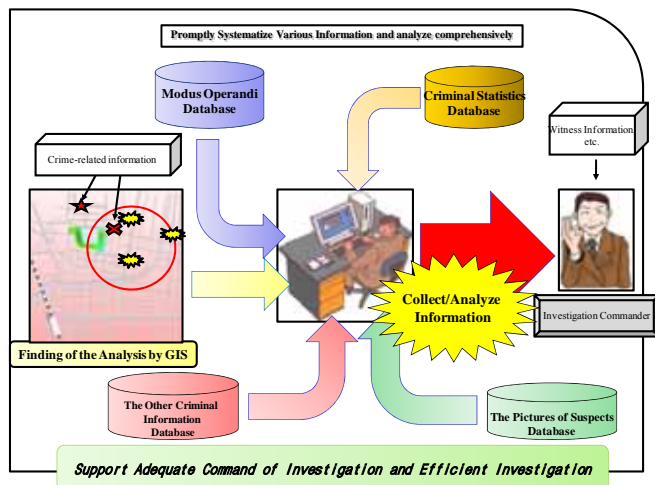 Promptly Systematize Various Information and analyze comprehensively
Modus Operandi
Database
Criminal Statistics
Database
Witness Information,
etc.
Crime-related information
Collect/Analyze
Information
Investigation Commander
Finding of the Analysis by GIS
The Other Criminal
Information
Database
The Pictures of Suspects
Database
Support Adequate Command of Investigation and Efficient Investigation